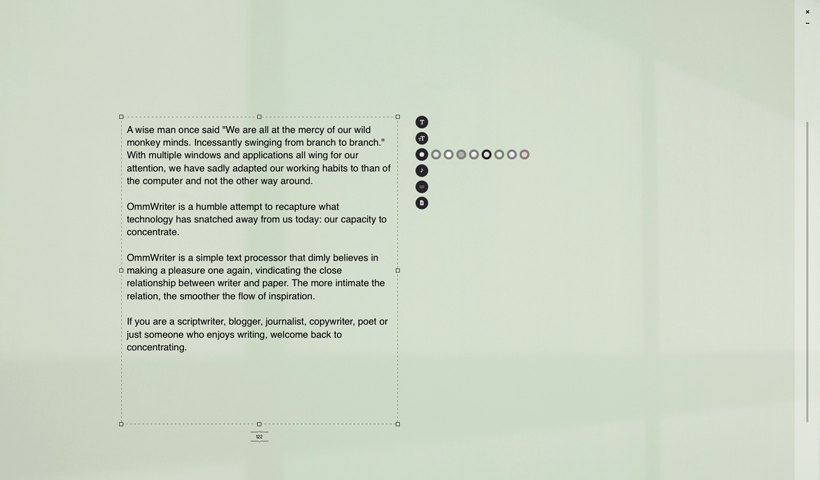 A wise man once said "We are all at the mercy of our wild
monkey minds. Incessantly swinging from branch to branch."
With multiple windows and applications all wing for our
attention, we have sadly adapted our working habits to than of
the computer and not the other way around.
OmmWriter is a humble attempt to recapture what
technology has snatched away from us today: our capacity to
concentrate.
OmmWriter is a simple text processor that dimly believes in
making a pleasure one again, vindicating the close
relationship between writer and paper. The more intimate the
relation, the smoother the flow of inspiration.
If you are a scriptwriter, blogger, journalist, copywriter, poet or
just someone who enjoys writing, welcome back to
concentrating.
122